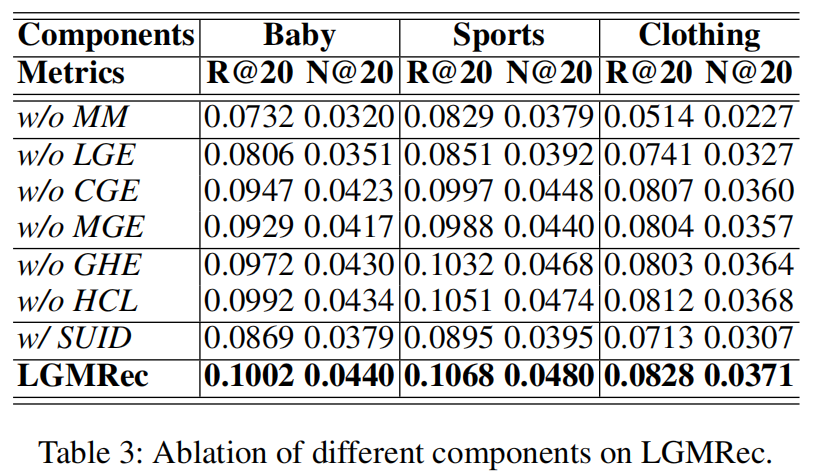 Components Baby Sports Clothing
Metrics R@20 N@20 R@20 N@20 R@20 N@20
w/o MM 0.0732 0.0320 0.0829 0.0379 0.0514 0.0227
w/o LGE 0.0806 0.0351 0.0851 0.0392 0.0741 0.0327
w/o CGE 0.0947 0.0423 0.0997 0.0448 0.0807 0.0360
w/o MGE 0.0929 0.0417 0.0988 0.0440 0.0804 0.0357
w/o GHE 0.0972 0.0430 0.1032 0.0468 0.0803 0.0364
w/o HCL 0.0992 0.0434 0.1051 0.0474 0.0812 0.0368
w/ SUID 0.0869 0.0379 0.0895 0.0395 0.0713 0.0307
LGMRec 0.1002 0.0440 0.1068 0.0480 0.0828 0.0371
Table 3: Ablation of different components on LGMRec.